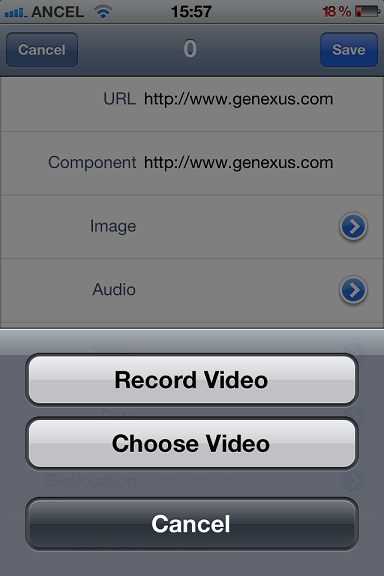 ANCEL 15:57 18 %
Cancel 0 Save
URL http://www.genexus.com
Component http://www.genexus.com
Image
Audio
Video
Record Video
Date
Choose Video
Geolocation Geolocation
Cancel